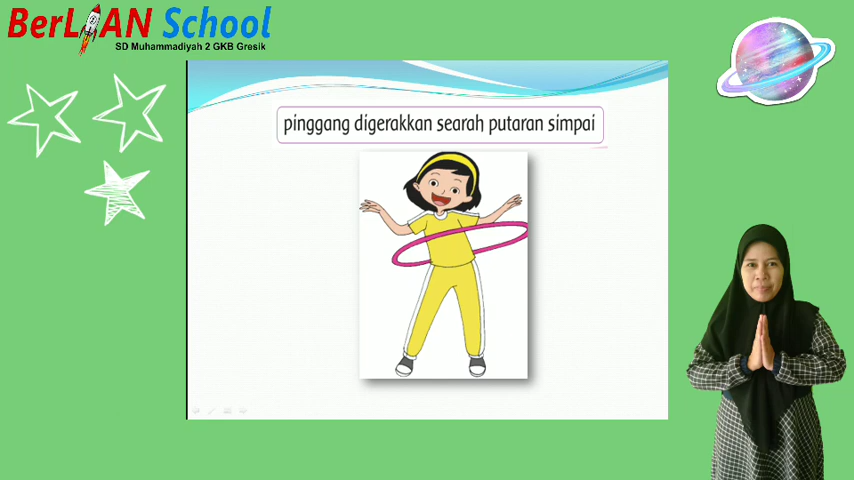 BerLIAN School
SD Muhammadiyah 2 GKB Gresik
pinggang digerakkan searah putaran simpai